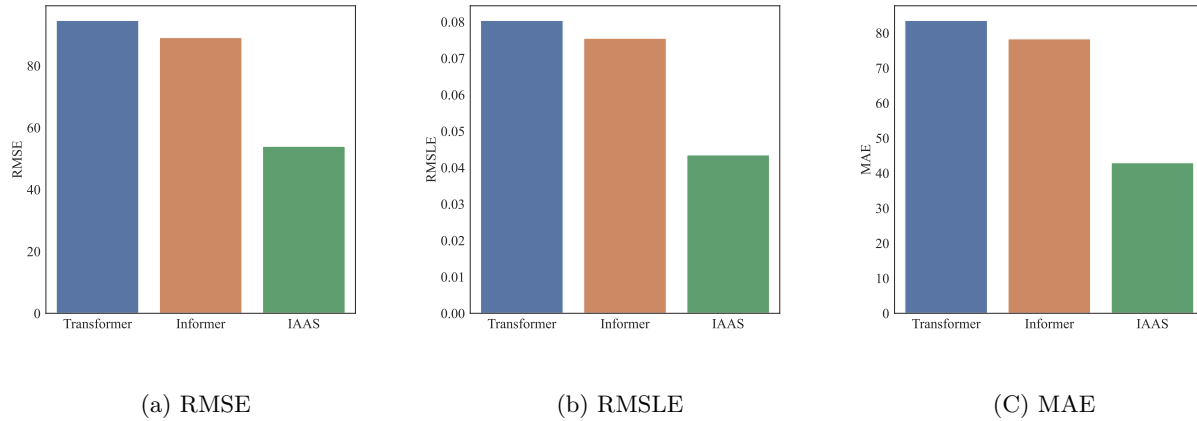 80
60
40
20
0
RMSE
Transformer Informer IAAS
(a) RMSE
0.08
0.07
0.06
0.05
0.04
0.03
0.02
0.01
0.00
RMSLE
Transformer Informer IAAS
(b) RMSLE
80
70
60
50
40
30
20
10
0
MAE
Transformer Informer IAAS
(C) MAE